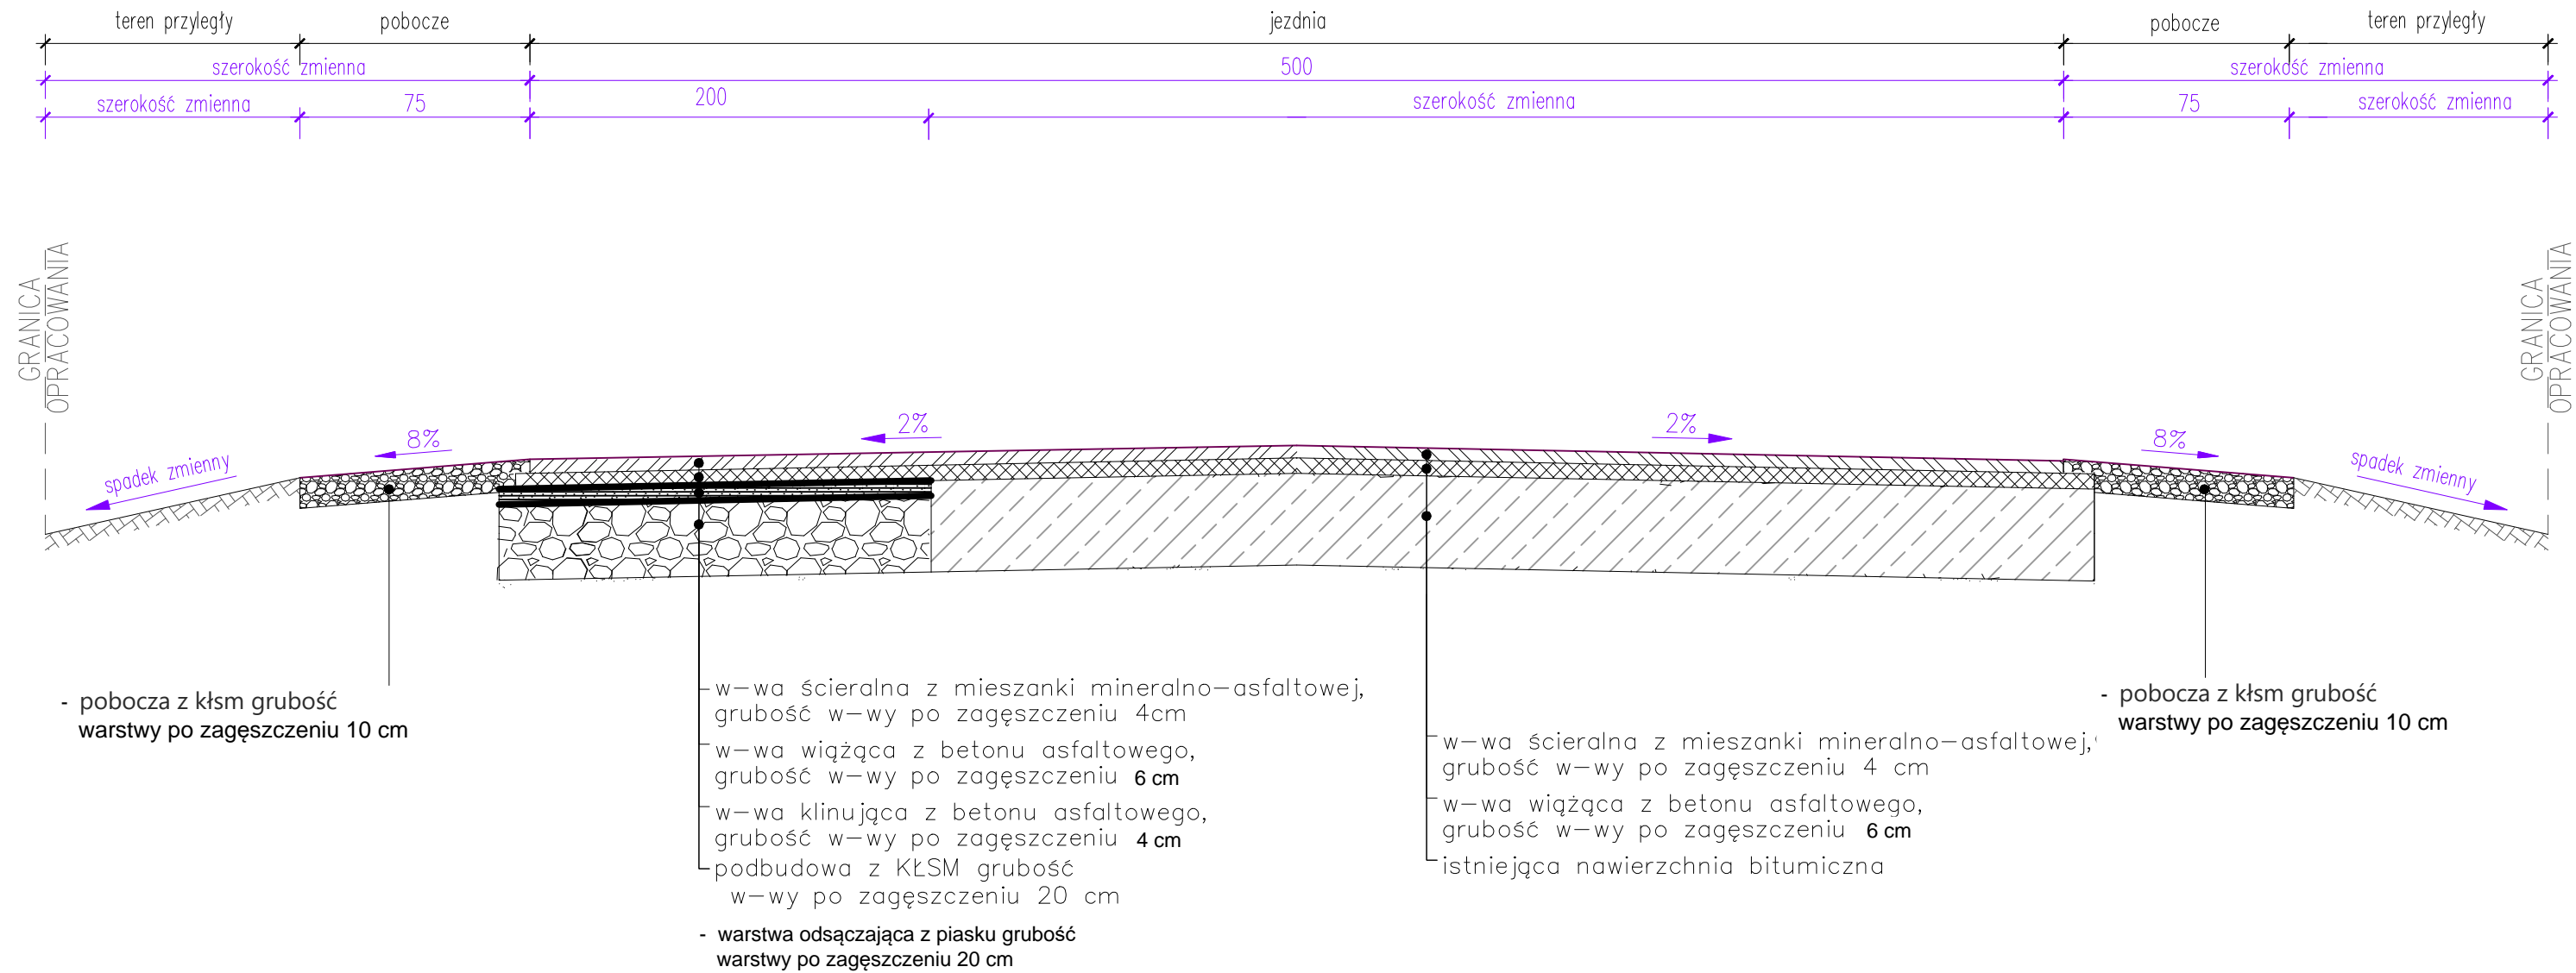 teren przyległy
pobocze
jezdnia
pobocze
teren przyległy
szerokość zmienna
500
szerokość zmienna
szerokość zmienna
75
200
szerokość zmienna
75
szerokość zmienna
GRANICA
OPRACOWANIA
GRANICA
OPRACOWANIA
spadek zmienny
8%
2%
2%
8%
spadek zmienny
- pobocza z kłsm grubość
warstwy po zagęszczeniu 10 cm
w-wa ścieralna z mieszanki mineralno-asfaltowej,
grubość w-wy po zagęszczeniu 4cm
w-wa wiążąca z betonu asfaltowego,
grubość w-wy po zagęszczeniu 6 cm
w-wa klinująca z betonu asfaltowego,
grubość w-wy po zagęszczeniu 4 cm
podbudowa z KŁSM grubość
w-wy po zagęszczeniu 20 cm
- warstwa odsączająca z piasku grubość
warstwy po zagęszczeniu 20 cm
w-wa ścieralna z mieszanki mineralno-asfaltowej,
grubość w-wy po zagęszczeniu 4 cm
w-wa wiążąca z betonu asfaltowego,
grubość w-wy po zagęszczeniu 6 cm
istniejąca nawierzchnia bitumiczna
- pobocza z kłsm grubość
warstwy po zagęszczeniu 10 cm